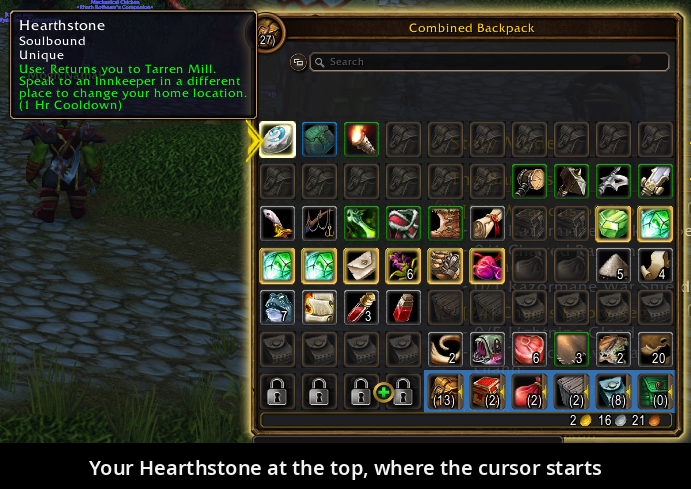 Mechanical Chicken
Hearthstone
Soulbound
Unique
Use: Returns you to Tarren Mill.
Speak to an Innkeeper in a different
place to change your home location.
(1 Hr Cooldown)
27)
Combined Backpack
Search
6
5
4
7
3
2
6
3
2
20
(13)
(2)
(2)
(2)
(8)
(0)
2 16 21
Your Hearthstone at the top, where the cursor starts